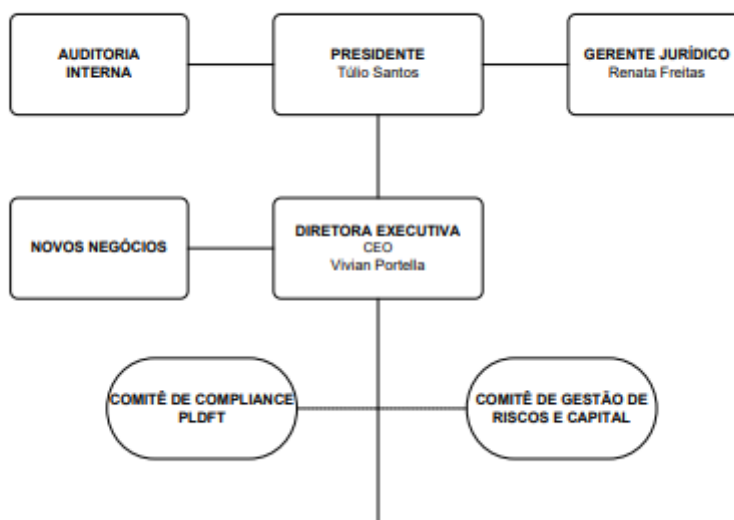 AUDITORIA
INTERNA
PRESIDENTE
Túlio Santos
GERENTE JURÍDICO
Renata Freitas
NOVOS NEGÓCIOS
DIRETORA EXECUTIVA
CEO
Vivian Portella
COMITÊ DE COMPLIANCE
PLDFT
COMITÊ DE GESTÃO DE
RISCOS E CAPITAL